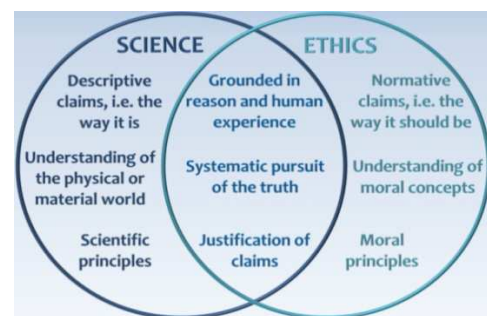 SCIENCE
ETHICS
Descriptive
claims, i.e. the
way it is
Understanding of
the physical or
material world
Scientific
principles
Grounded in
reason and human
experience
Systematic pursuit
of the truth
Justification of
claims
Normative
claims, i.e. the
way it should be
Understanding of
moral concepts
Moral
principles